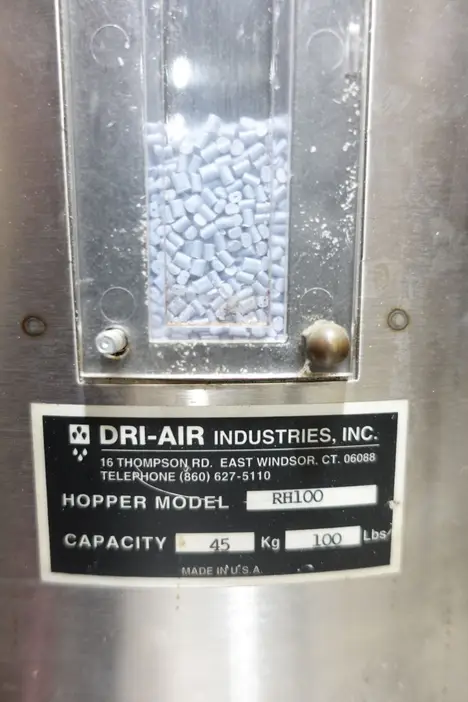 DRI-AIR INDUSTRIES, INC.
16 THOMPSON RD. EAST WINDSOR. CT. 06088
TELEPHONE (860) 627-5110
HOPPER MODEL RH100
CAPACITY 45 Kg 100 Lbs
MADE IN U.S.A.